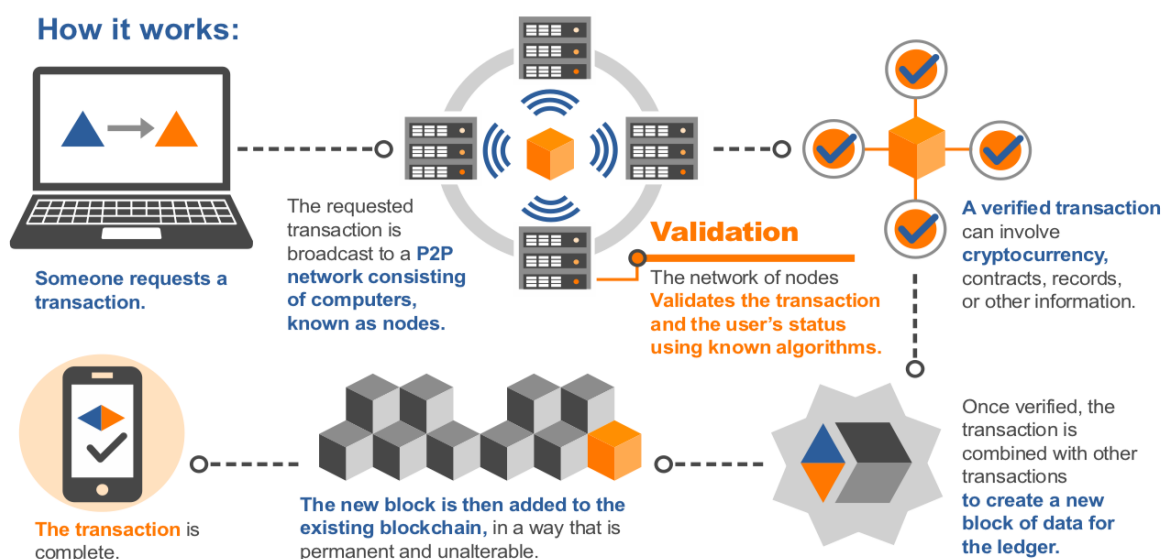 How it works:
Someone requests a
transaction.
The requested
transaction is
broadcast to a P2P
network consisting
of computers,
known as nodes.
Validation
The network of nodes
Validates the transaction
and the user's status
using known algorithms.
A verified transaction
can involve
cryptocurrency,
contracts, records,
or other information.
Once verified, the
transaction is
combined with other
transactions
to create a new
block of data for
the ledger.
The new block is then added to the
existing blockchain, in a way that is
permanent and unalterable.
The transaction is
complete.